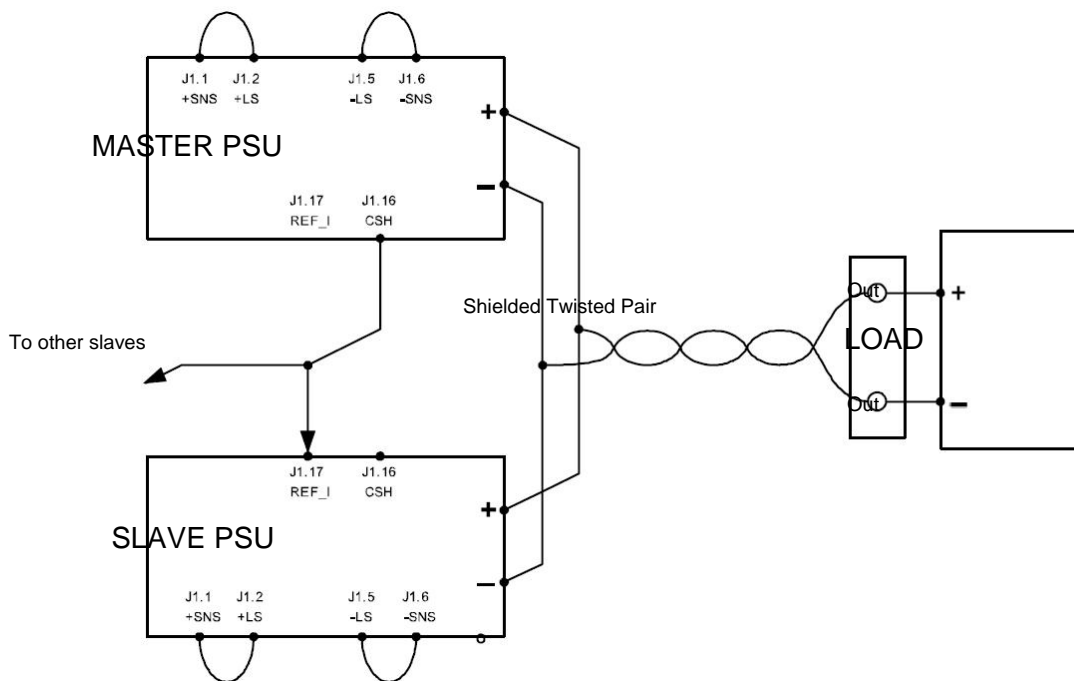 J1.1 J1.2 J1.5 J1.6
+SNS +LS -LS -SNS
+
MASTER PSU
-
J1.17 J1.16
REF_I CSH
Shielded Twisted Pair
To other slaves
Out +
LOAD
Out -
J1.17 J1.16
REF_I CSH
+
SLAVE PSU
-
J1.1 J1.2 J1.5 J1.6
+SNS +LS -LS -SNS